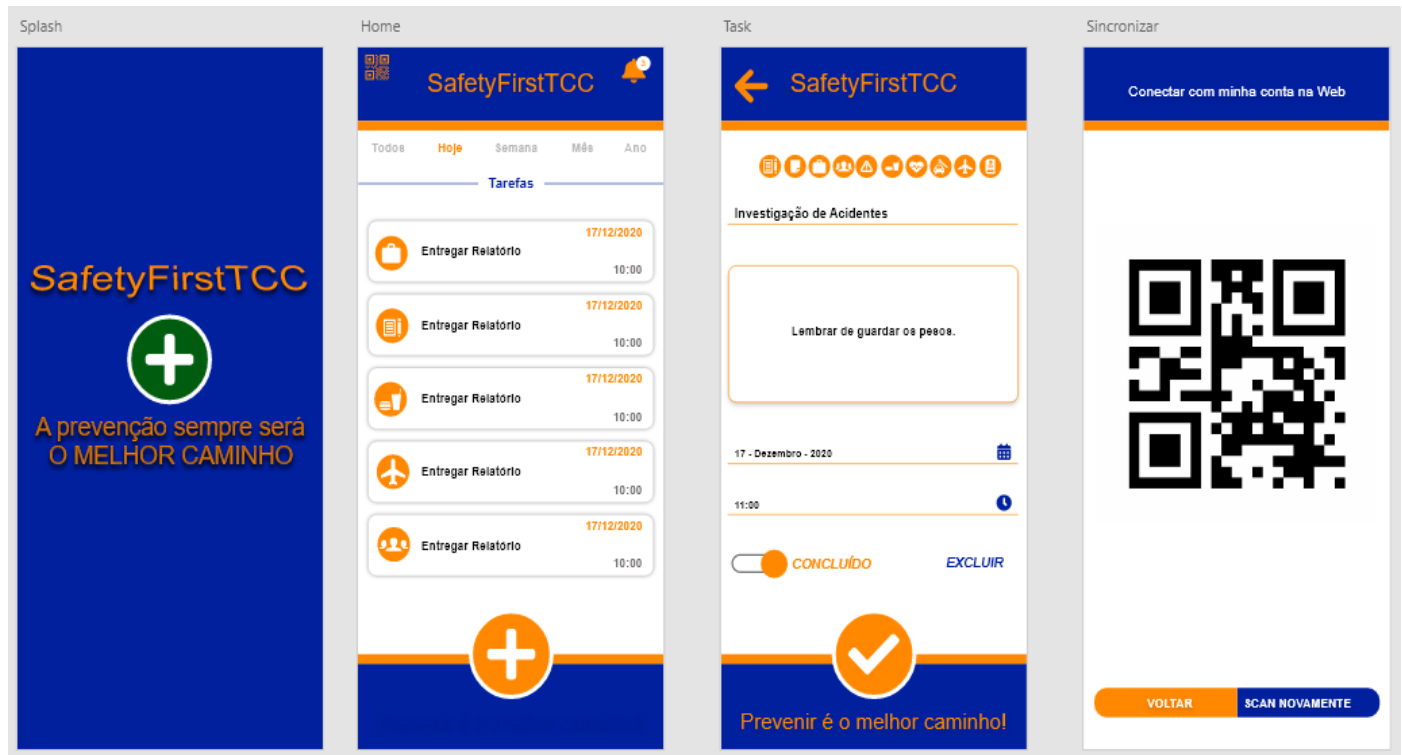 Splash
SafetyFirstTCC
A prevenção sempre será
O MELHOR CAMINHO
Home
SafetyFirstTCC
3
Todos Hoje Semana Mês Ano
Tarefas
17/12/2020
Entregar Relatório
10:00
17/12/2020
Entregar Relatório
10:00
17/12/2020
Entregar Relatório
10:00
17/12/2020
Entregar Relatório
10:00
17/12/2020
Entregar Relatório
10:00
Task
SafetyFirstTCC
Investigação de Acidentes
Lembrar de guardar os pesos.
17 - Dezembro - 2020
11:00
CONCLUÍDO EXCLUIR
Prevenir é o melhor caminho!
Sincronizar
Conectar com minha conta na Web
VOLTAR SCAN NOVAMENTE